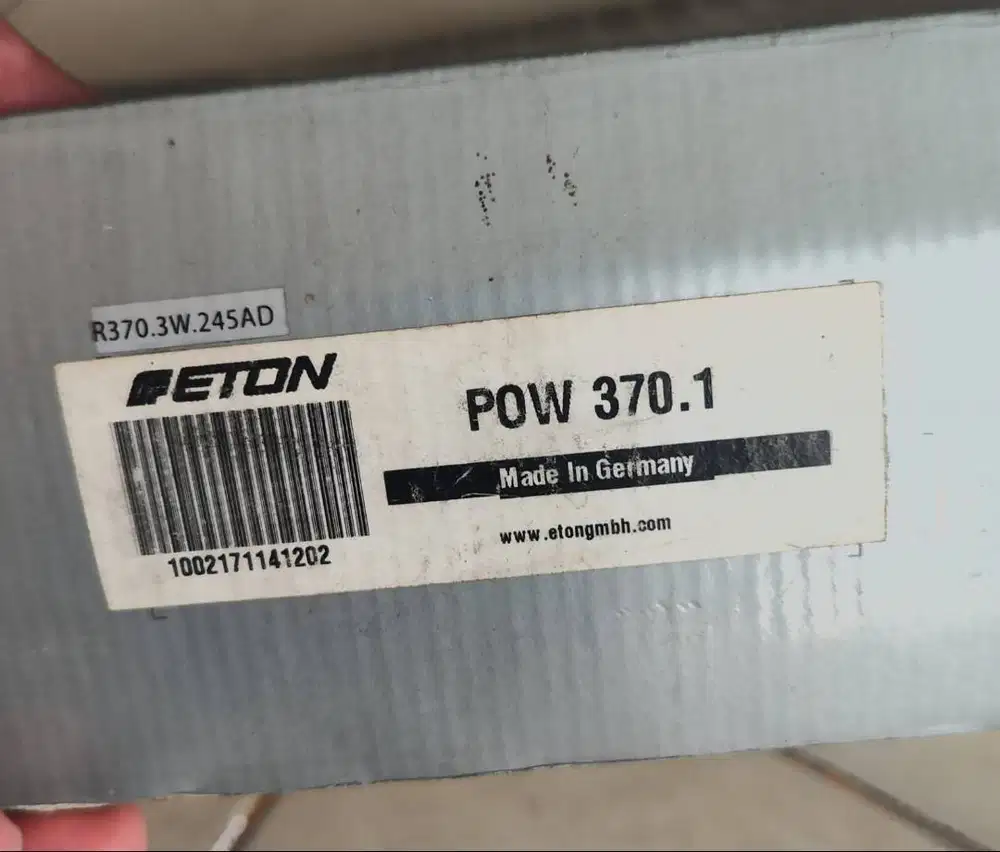 R370.3W.245AD
ETON
POW 370.1
Made In Germany
www.etongmbh.com
1002171141202